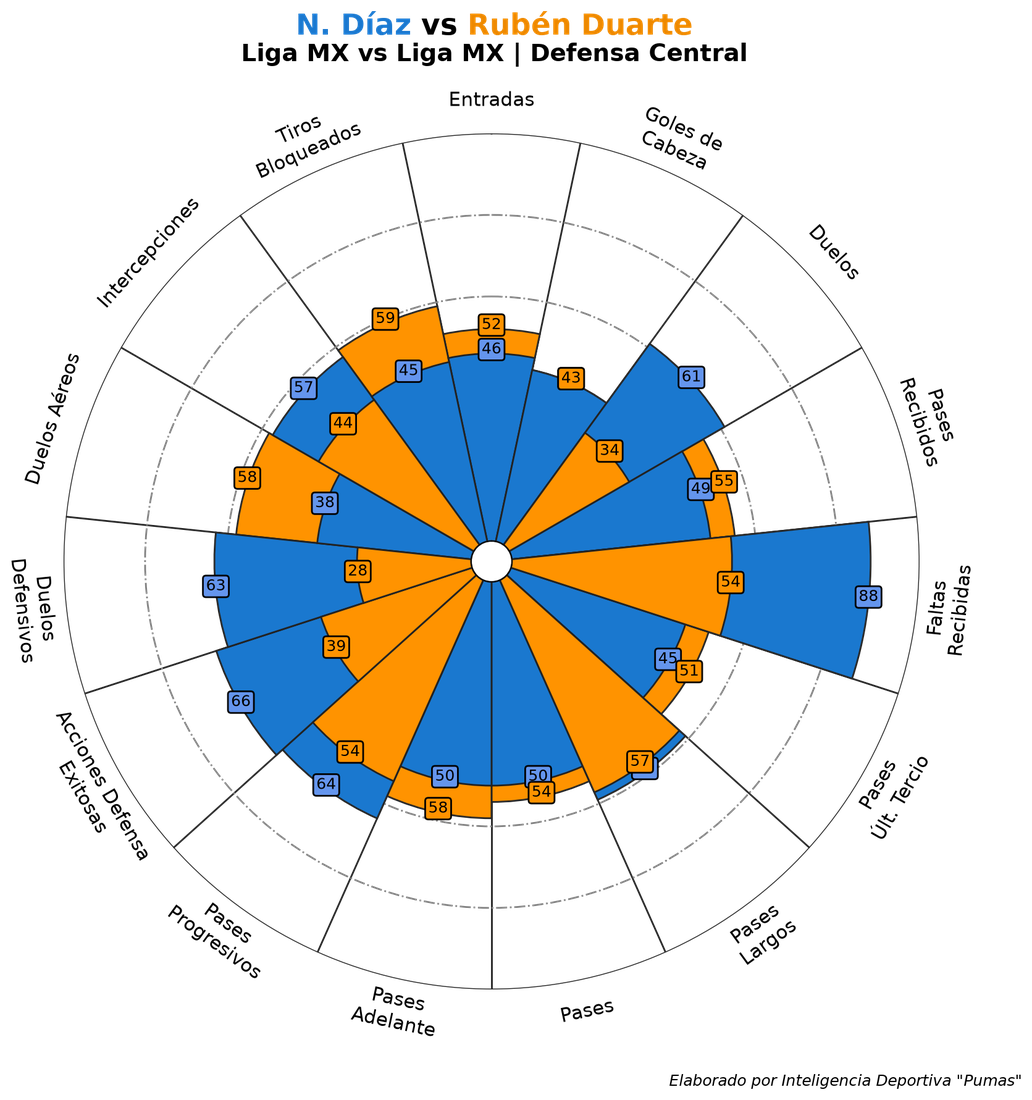 N. Díaz vs Rubén Duarte
Liga MX vs Liga MX | Defensa Central
Entradas
Goles de
Cabeza
Duelos
Pases
Recibidos
Faltas
Recibidas
Pases
Últ. Tercio
Pases
Largos
Pases
Pases
Adelante
Pases
Progresivos
Acciones Defensa
Exitosas
Duelos
Defensivos
Duelos Aéreos
Intercepciones
Tiros
Bloqueados
52
46
43
61
34
49
55
88
54
45
51
57
50
54
50
58
54
64
39
66
28
63
38
58
44
57
45
59
Elaborado por Inteligencia Deportiva "Pumas"